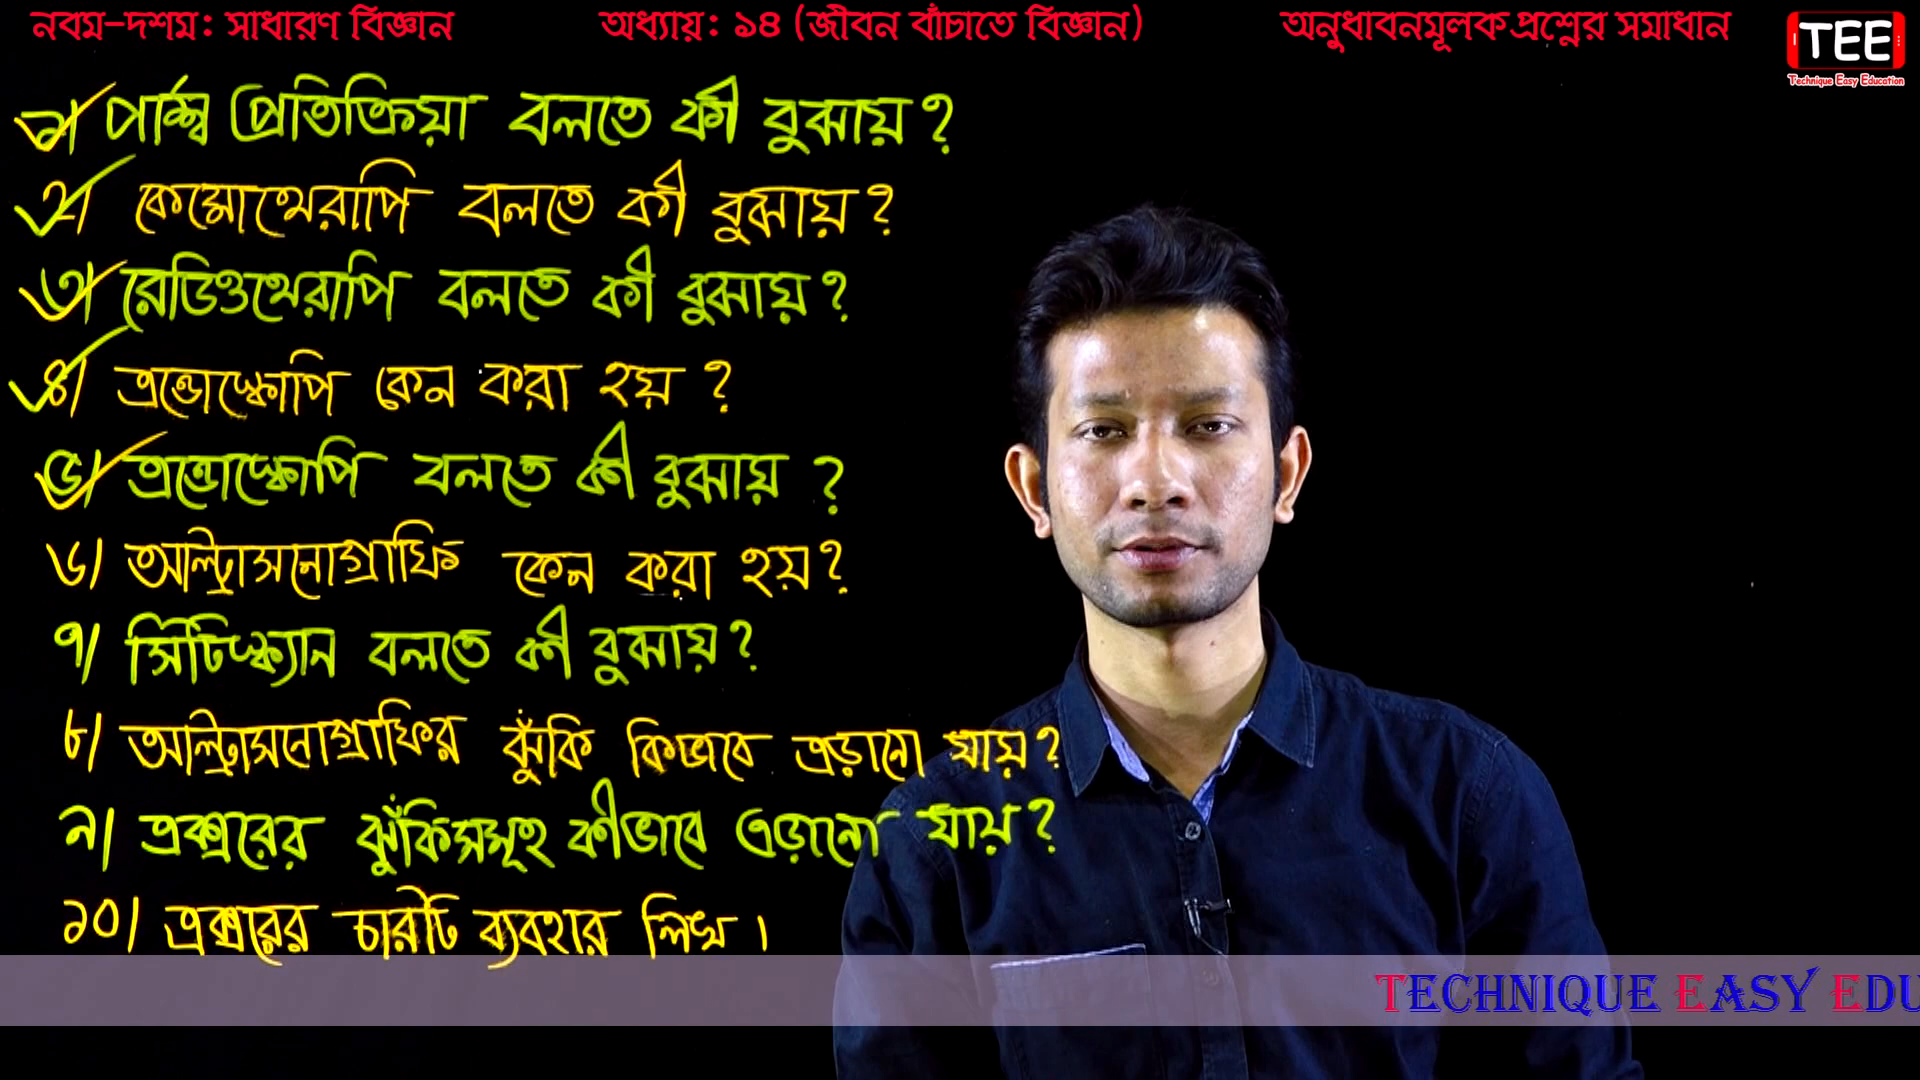 নবম-দশম: সাধারণ বিজ্ঞান
অধ্যায়: ১৪ (জীবন বাঁচাতে বিজ্ঞান)
অনুধাবনমূলক প্রশ্নের সমাধান
TEE
Technique Easy Education
১। পার্শ্ব প্রতিক্রিয়া বলতে কী বুঝায়?
২। কেমোথেরাপি বলতে কী বুঝায়?
৩। রেডিওথেরাপি বলতে কী বুঝায়?
৪। এন্ডোস্কোপি কেন করা হয়?
৫। এন্ডোস্কোপি বলতে কী বুঝায়?
৬। আল্ট্রাসনোগ্রাফি কেন করা হয়?
৭। সিটিস্ক্যান বলতে কী বুঝায়?
৮। আল্ট্রাসনোগ্রাফির ঝুঁকি কিভাবে এড়ানো যায়?
৯। এক্সরের ঝুঁকিসমূহ কীভাবে এড়ানো যায়?
১০। এক্সরের চারটি ব্যবহার লিখ।
TECHNIQUE EASY EDU